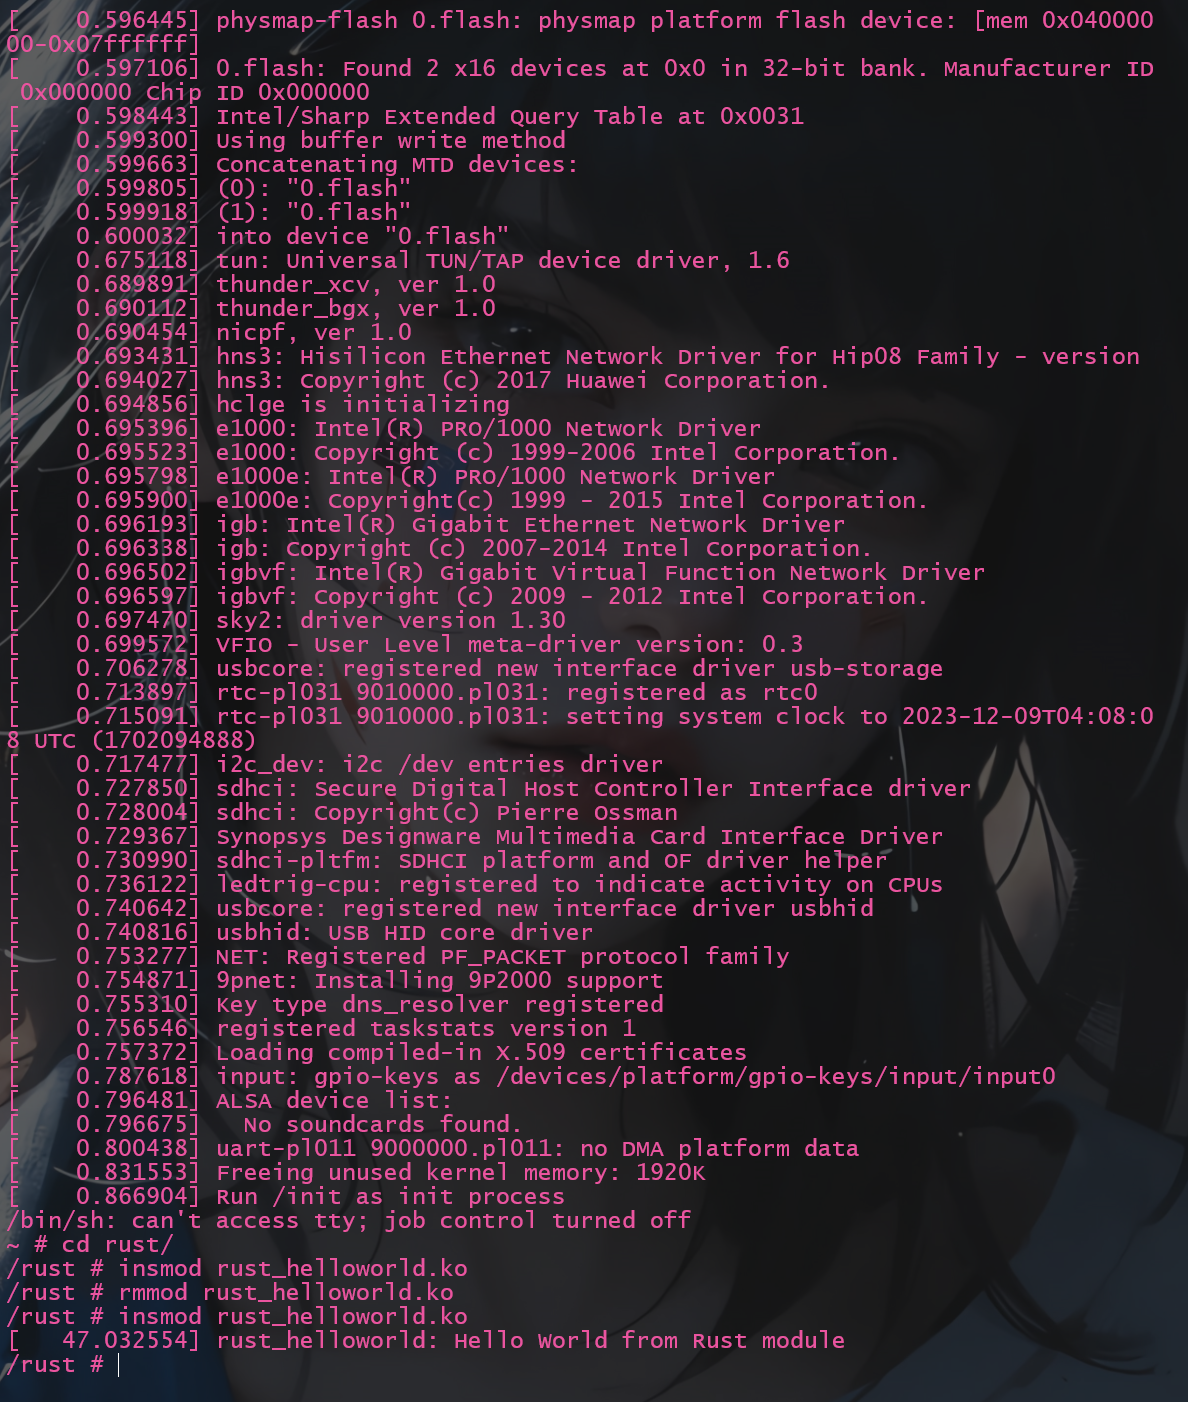 [    0.596445] physmap-flash 0.flash: physmap platform flash device: [mem 0x040000
00-0x07ffffff]
[    0.597106] 0.flash: Found 2 x16 devices at 0x0 in 32-bit bank. Manufacturer ID
 0x000000 Chip ID 0x000000
[    0.598443] Intel/Sharp Extended Query Table at 0x0031
[    0.599300] Using buffer write method
[    0.599663] Concatenating MTD devices:
[    0.599805] (0): "0.flash"
[    0.599918] (1): "0.flash"
[    0.600032] into device "0.flash"
[    0.675118] tun: Universal TUN/TAP device driver, 1.6
[    0.689891] thunder_xcv, ver 1.0
[    0.690112] thunder_bgx, ver 1.0
[    0.690454] nicpf, ver 1.0
[    0.693431] hns3: Hisilicon Ethernet Network Driver for Hip08 Family - version
[    0.694027] hns3: Copyright (c) 2017 Huawei Corporation.
[    0.694856] hclge is initializing
[    0.695396] e1000: Intel(R) PRO/1000 Network Driver
[    0.695523] e1000: Copyright (c) 1999-2006 Intel Corporation.
[    0.695798] e1000e: Intel(R) PRO/1000 Network Driver
[    0.695900] e1000e: Copyright(c) 1999 - 2015 Intel Corporation.
[    0.696193] igb: Intel(R) Gigabit Ethernet Network Driver
[    0.696338] igb: Copyright (c) 2007-2014 Intel Corporation.
[    0.696502] igbvf: Intel(R) Gigabit Virtual Function Network Driver
[    0.696597] igbvf: Copyright (c) 2009 - 2012 Intel Corporation.
[    0.697470] sky2: driver version 1.30
[    0.699572] VFIO - User Level meta-driver version: 0.3
[    0.706278] usbcore: registered new interface driver usb-storage
[    0.713897] rtc-pl031 9010000.pl031: registered as rtc0
[    0.715091] rtc-pl031 9010000.pl031: setting system clock to 2023-12-09T04:08:0
8 UTC (1702094888)
[    0.717477] i2c_dev: i2c /dev entries driver
[    0.727850] sdhci: Secure Digital Host Controller Interface driver
[    0.728004] sdhci: Copyright(c) Pierre Ossman
[    0.729367] Synopsys Designware Multimedia Card Interface Driver
[    0.730990] sdhci-pltfm: SDHCI platform and OF driver helper
[    0.736122] ledtrig-cpu: registered to indicate activity on CPUs
[    0.740642] usbcore: registered new interface driver usbhid
[    0.740816] usbhid: USB HID core driver
[    0.753277] NET: Registered PF_PACKET protocol family
[    0.754871] 9pnet: Installing 9P2000 support
[    0.755310] Key type dns_resolver registered
[    0.756546] registered taskstats version 1
[    0.757372] Loading compiled-in X.509 certificates
[    0.787618] input: gpio-keys as /devices/platform/gpio-keys/input/input0
[    0.796481] ALSA device list:
[    0.796675]   No soundcards found.
[    0.800438] uart-pl011 9000000.pl011: no DMA platform data
[    0.831553] Freeing unused kernel memory: 1920K
[    0.866904] Run /init as init process
/bin/sh: can't access tty; job control turned off
~ # cd rust/
/rust # insmod rust_helloworld.ko
/rust # rmmod rust_helloworld.ko
/rust # insmod rust_helloworld.ko
[   47.032554] rust_helloworld: Hello World from Rust module
/rust #